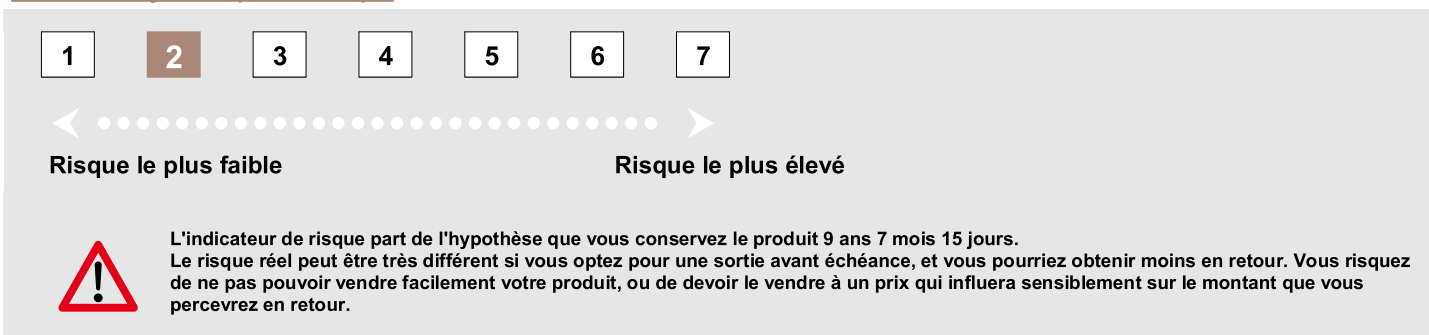 1 2 3 4 5 6 7
Risque le plus faible Risque le plus élevé
L'indicateur de risque part de l'hypothèse que vous conservez le produit 9 ans 7 mois 15 jours.
Le risque réel peut être très différent si vous optez pour une sortie avant échéance, et vous pourriez obtenir moins en retour. Vous risquez
de ne pas pouvoir vendre facilement votre produit, ou de devoir le vendre à un prix qui influera sensiblement sur le montant que vous
percevrez en retour.